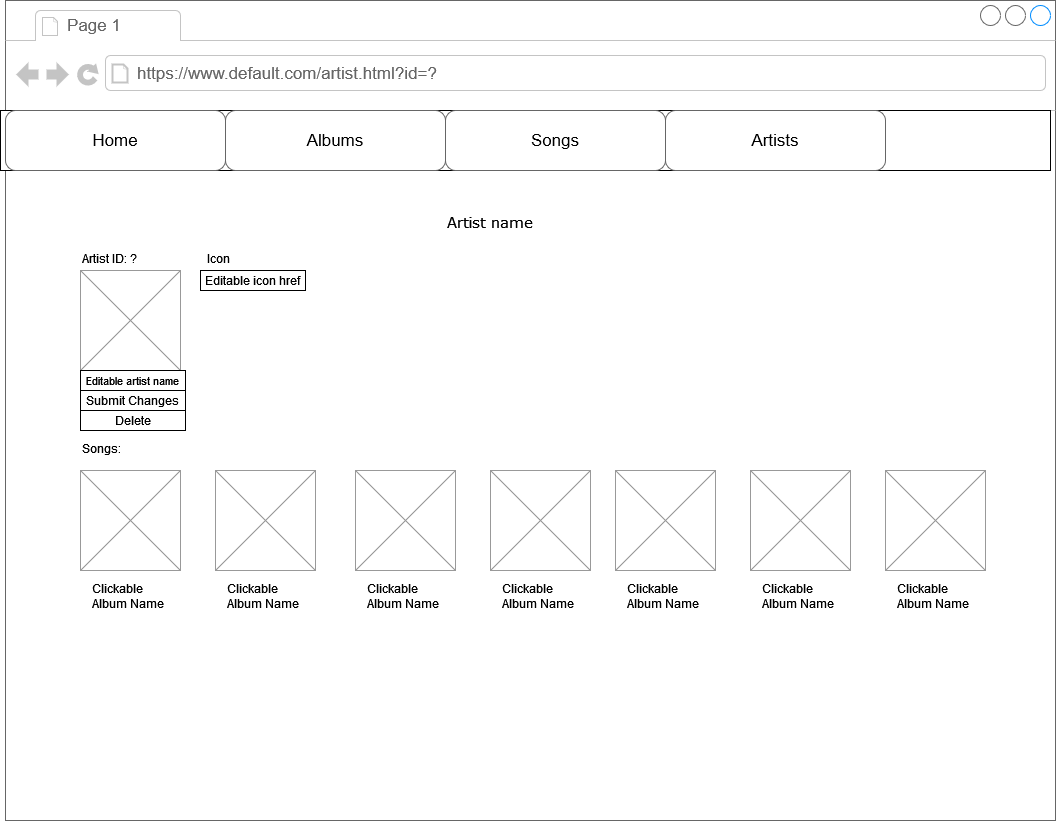 Page 1
https://www.default.com/artist.html?id=?
Home
Albums
Songs
Artists
Artist name
Artist ID: ?
Icon
Editable icon href
Editable artist name
Submit Changes
Delete
Songs:
Clickable
Album Name
Clickable
Album Name
Clickable
Album Name
Clickable
Album Name
Clickable
Album Name
Clickable
Album Name
Clickable
Album Name